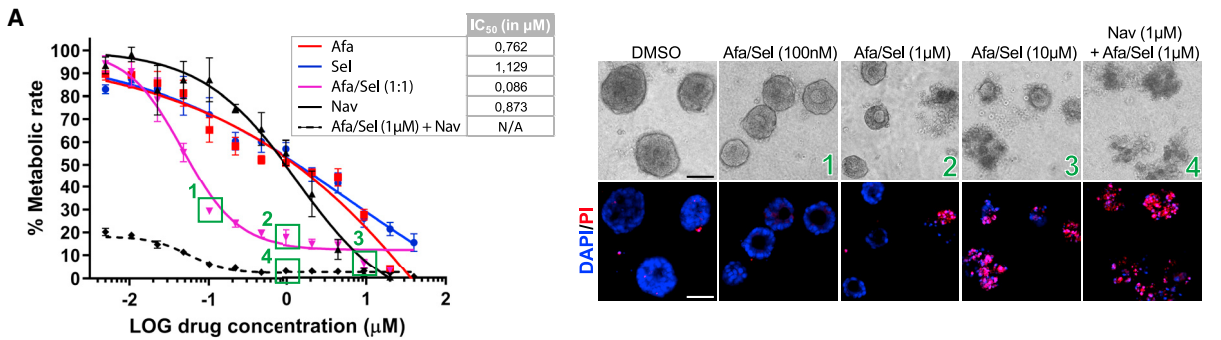 A
IC50 (in μM)
Afa 0,762
Sel 1,129
Afa/Sel (1:1) 0,086
Nav 0,873
Afa/Sel (1μM) + Nav N/A
% Metabolic rate
100
90
80
70
60
50
40
30
20
10
0
-2 -1 0 1 2
LOG drug concentration (μM)
1
2
3
4
DMSO
Afa/Sel (100nM)
Afa/Sel (1μM)
Afa/Sel (10μM)
Nav (1μM)
+ Afa/Sel (1μM)
1
2
3
4
DAPI/PI